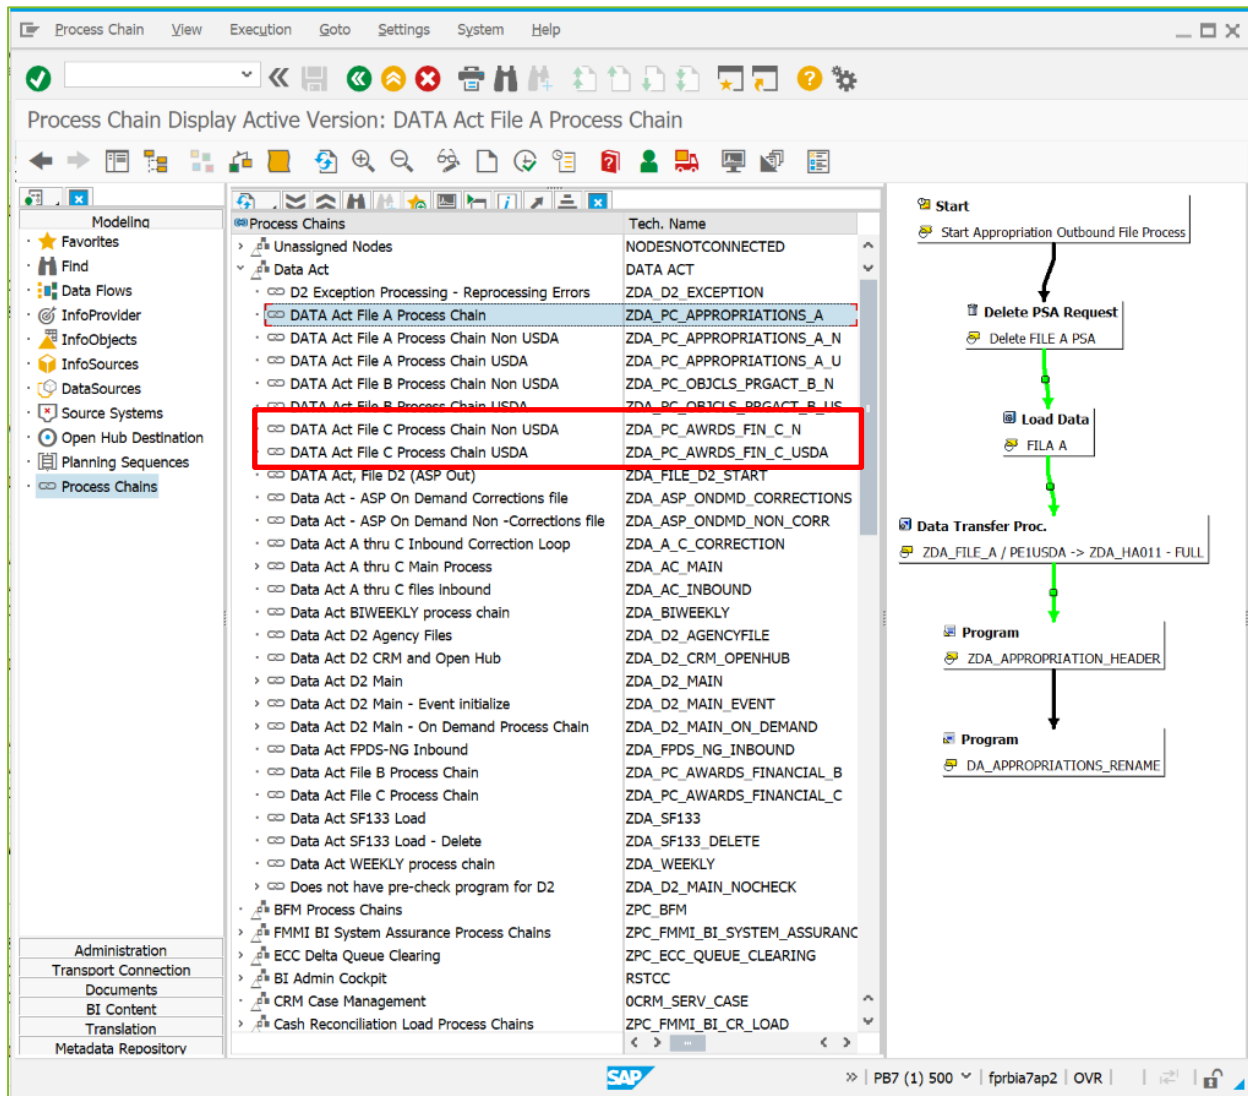 Process Chain View Execution Goto Settings System Help
Process Chain Display Active Version: DATA Act File A Process Chain
Modeling
Favorites
Find
Data Flows
InfoProvider
InfoObjects
InfoSources
DataSources
Source Systems
Open Hub Destination
Planning Sequences
Process Chains
Administration
Transport Connection
Documents
BI Content
Translation
Metadata Repository
Process Chains Tech. Name
Unassigned Nodes NODESNOTCONNECTED
Data Act DATA ACT
D2 Exception Processing - Reprocessing Errors ZDA_D2_EXCEPTION
DATA Act File A Process Chain ZDA_PC_APPROPRIATIONS_A
DATA Act File A Process Chain Non USDA ZDA_PC_APPROPRIATIONS_A_N
DATA Act File A Process Chain USDA ZDA_PC_APPROPRIATIONS_A_U
DATA Act File B Process Chain Non USDA ZDA_PC_OBJCLS_PRGACT_B_N
DATA Act File B Process Chain USDA ZDA_PC_OBJCLS_PRGACT_B_US
DATA Act File C Process Chain Non USDA ZDA_PC_AWRDS_FIN_C_N
DATA Act File C Process Chain USDA ZDA_PC_AWRDS_FIN_C_USDA
DATA Act, File D2 (ASP Out) ZDA_FILE_D2_START
Data Act - ASP On Demand Corrections file ZDA_ASP_ONDMD_CORRECTIONS
Data Act - ASP On Demand Non -Corrections file ZDA_ASP_ONDMD_NON_CORR
Data Act A thru C Inbound Correction Loop ZDA_A_C_CORRECTION
Data Act A thru C Main Process ZDA_AC_MAIN
Data Act A thru C files Inbound ZDA_AC_INBOUND
Data Act BIWEEKLY process chain ZDA_BIWEEKLY
Data Act D2 Agency Files ZDA_D2_AGENCYFILE
Data Act D2 CRM and Open Hub ZDA_D2_CRM_OPENHUB
Data Act D2 Main ZDA_D2_MAIN
Data Act D2 Main - Event initialize ZDA_D2_MAIN_EVENT
Data Act D2 Main - On Demand Process Chain ZDA_D2_MAIN_ON_DEMAND
Data Act FPDS-NG Inbound ZDA_FPDS_NG_INBOUND
Data Act File B Process Chain ZDA_PC_AWARDS_FINANCIAL_B
Data Act File C Process Chain ZDA_PC_AWARDS_FINANCIAL_C
Data Act SF133 Load ZDA_SF133
Data Act SF133 Load - Delete ZDA_SF133_DELETE
Data Act WEEKLY process chain ZDA_WEEKLY
Does not have pre-check program for D2 ZDA_D2_MAIN_NOCHECK
BFM Process Chains ZPC_BFM
FMMI BI System Assurance Process Chains ZPC_FMMI_BI_SYSTEM_ASSURANC
ECC Delta Queue Clearing ZPC_ECC_QUEUE_CLEARING
BI Admin Cockpit RSTCC
CRM Case Management 0CRM_SERV_CASE
Cash Reconciliation Load Process Chains ZPC_FMMI_BI_CR_LOAD
Start
Start Appropriation Outbound File Process
Delete PSA Request
Delete FILE A PSA
Load Data
FILA A
Data Transfer Proc.
ZDA_FILE_A / PE1USDA -> ZDA_HA011 - FULL
Program
ZDA_APPROPRIATION_HEADER
Program
DA_APPROPRIATIONS_RENAME
SAP
PB7 (1) 500 fprbia7ap2 OVR